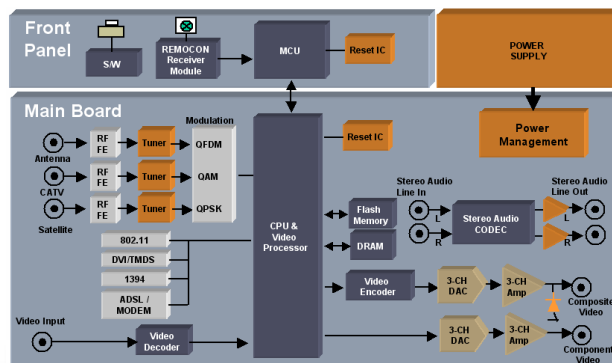 Front
Panel
S/W
REMOCON
Receiver
Module
MCU
Reset IC
POWER
SUPPLY
Main Board
Power
Management
Modulation
Antenna
RF
FE
Tuner
QFDM
CATV
RF
FE
Tuner
QAM
Satellite
RF
FE
Tuner
QPSK
802.11
DVI/TMDS
1394
ADSL /
MODEM
Video Input
Video
Decoder
CPU &
Video
Processor
Reset IC
Flash
Memory
DRAM
Stereo Audio
Line In
L
R
Stereo Audio
CODEC
Stereo Audio
Line Out
L
R
Video
Encoder
3-CH
DAC
3-CH
Amp
Composite
Video
3-CH
DAC
3-CH
Amp
Component
Video